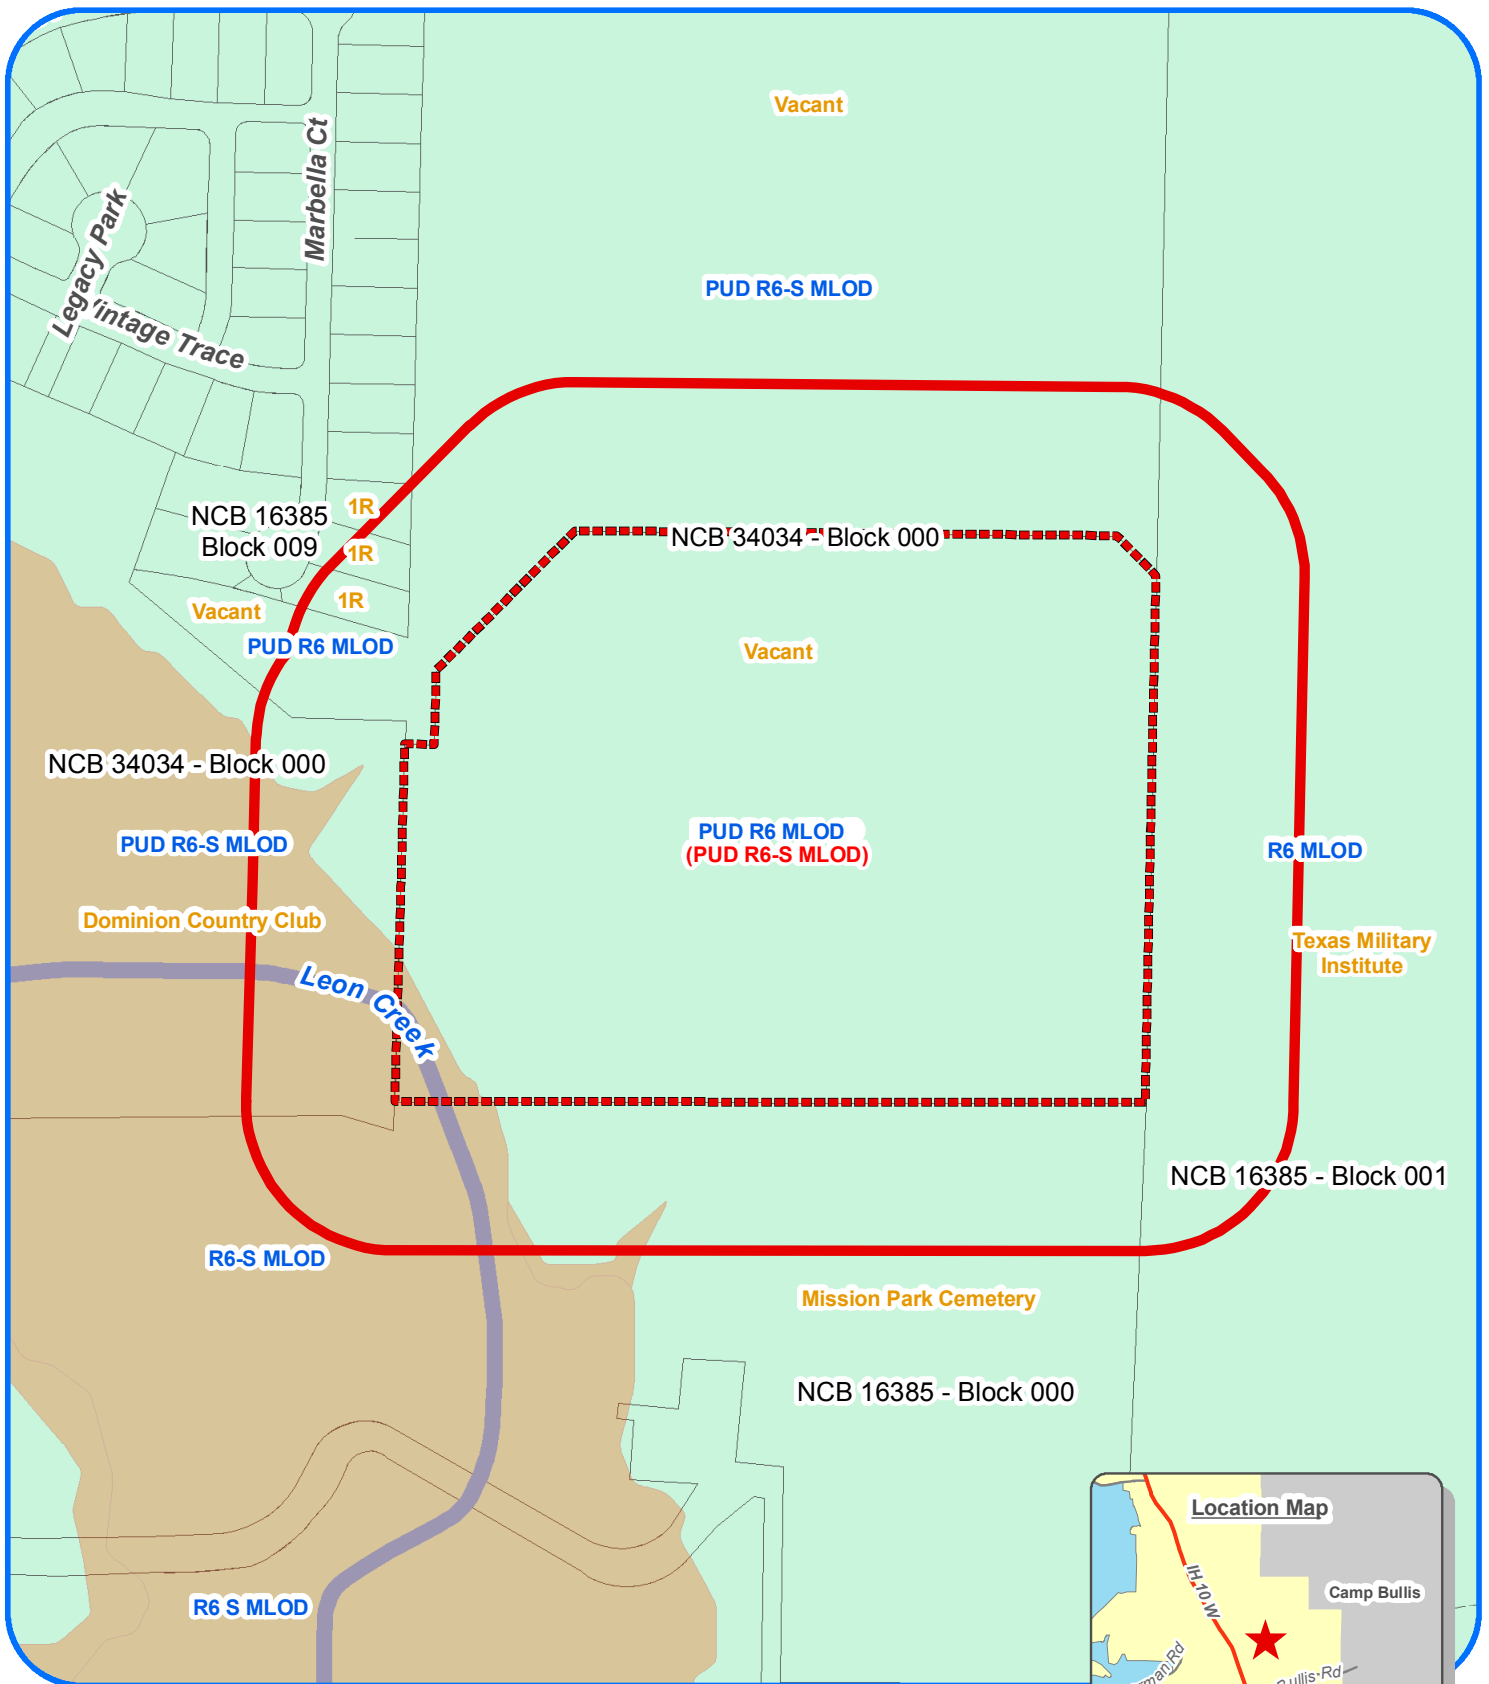 Vacant
Marbella Ct
Legacy Park
Vintage Trace
PUD R6-S MLOD
1R
NCB 16385
Block 009
1R
1R
Vacant
PUD R6 MLOD
NCB 34034 - Block 000
Vacant
NCB 34034 - Block 000
PUD R6-S MLOD
PUD R6 MLOD
(PUD R6-S MLOD)
R6 MLOD
Dominion Country Club
Texas Military
Institute
Leon Creek
NCB 16385 - Block 001
R6-S MLOD
Mission Park Cemetery
NCB 16385 - Block 000
R6 S MLOD
Location Map
IH 10 W
Camp Bullis
Rd
Bullis Rd